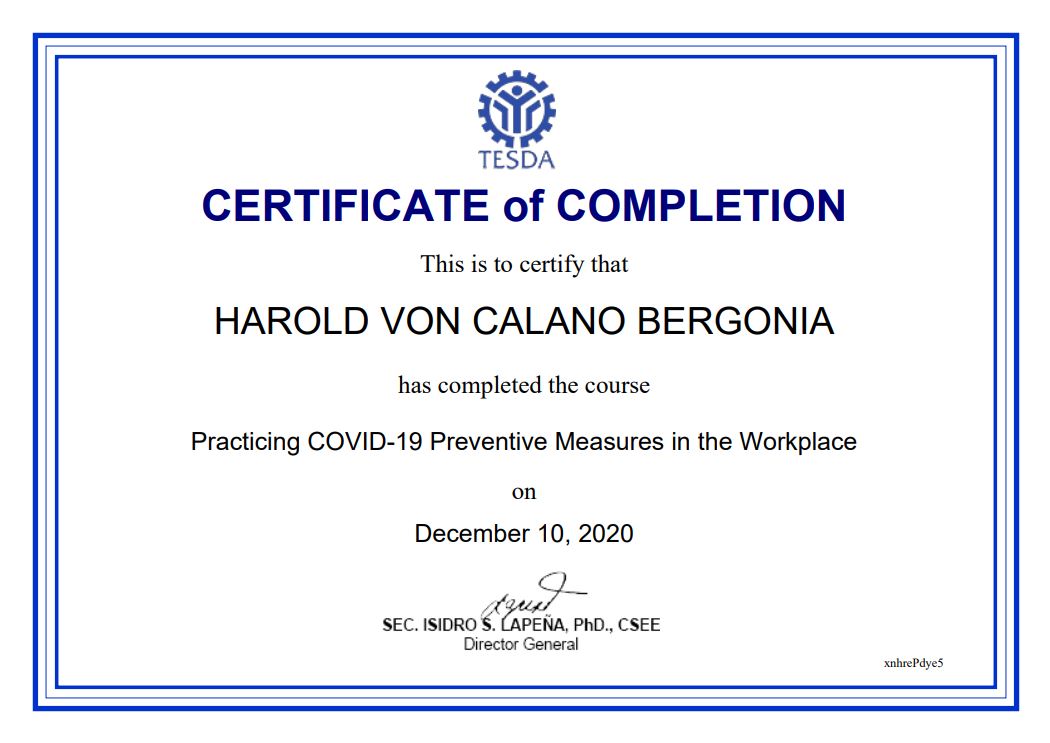 TESDA
CERTIFICATE of COMPLETION
This is to certify that
HAROLD VON CALANO BERGONIA
has completed the course
Practicing COVID-19 Preventive Measures in the Workplace
on
December 10, 2020
SEC. ISIDRO S. LAPEÑA, PhD., CSEE
Director General
xnhrePdye5